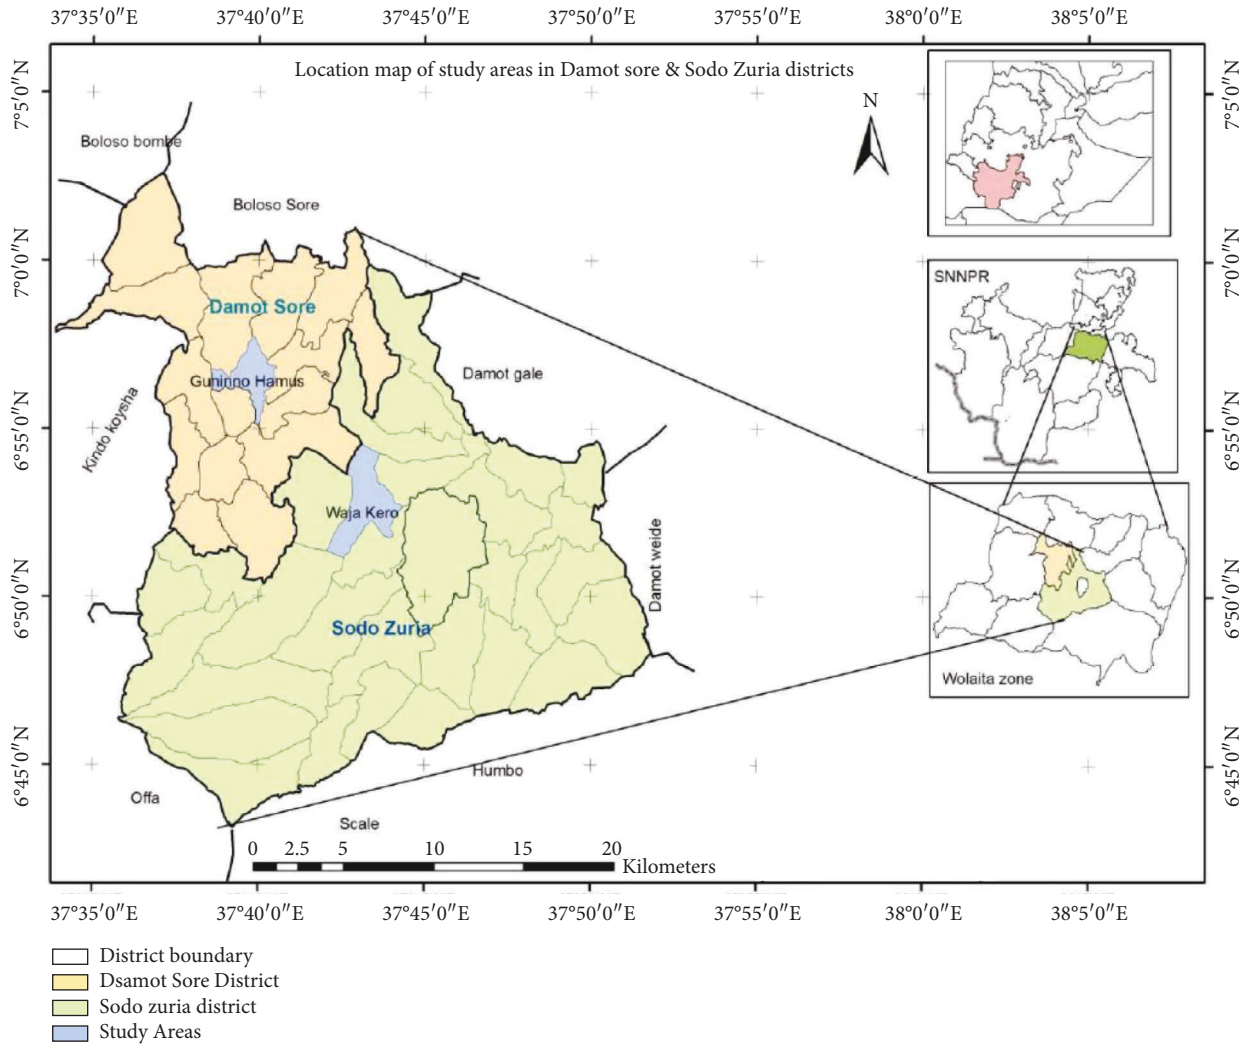 37°35′0″E 37°40′0″E 37°45′0″E 37°50′0″E 37°55′0″E 38°0′0″E 38°5′0″E
Location map of study areas in Damot sore & Sodo Zuria districts
N
7°5′0″N 7°5′0″N
Boloso bombe
Boloso Sore
7°0′0″N 7°0′0″N
SNNPR
Damot Sore
Damot gale
Guninno Hamus
Kindo koysha
6°55′0″N 6°55′0″N
Waja Kero
Damot weide
6°50′0″N 6°50′0″N
Sodo Zuria
Wolaita zone
6°45′0″N 6°45′0″N
Humbo
Offa
Scale
0 2.5 5 10 15 20
Kilometers
37°35′0″E 37°40′0″E 37°45′0″E 37°50′0″E 37°55′0″E 38°0′0″E 38°5′0″E
District boundary
Dsamot Sore District
Sodo zuria district
Study Areas